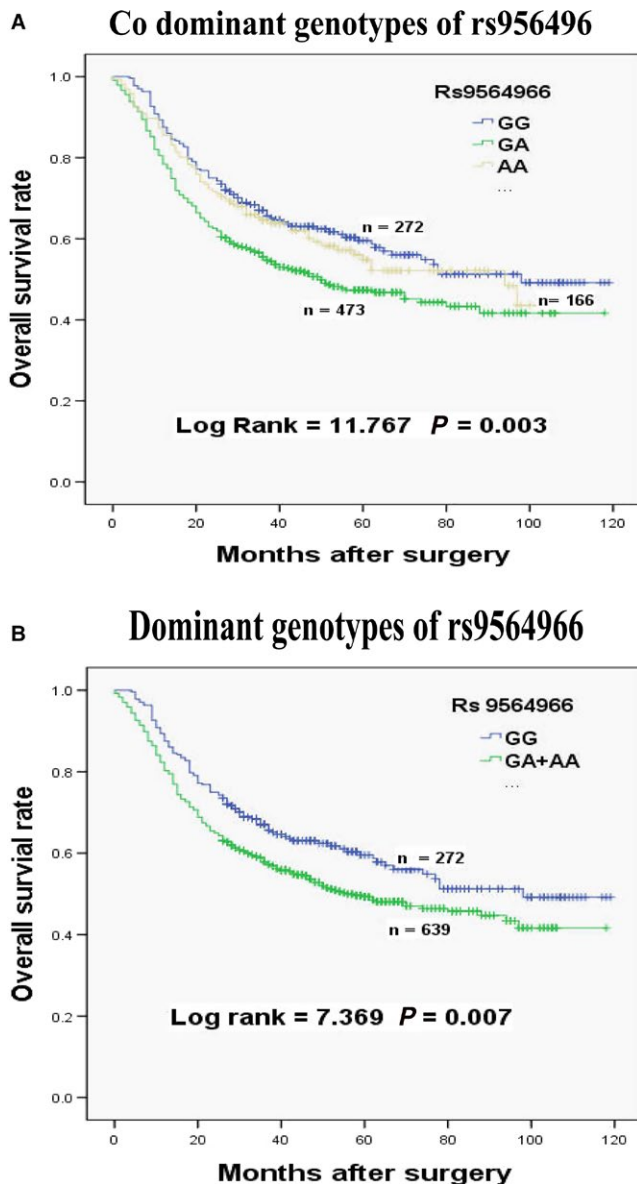 A
Co dominant genotypes of rs956496
Overall survival rate
1.0
0.8
0.6
0.4
0.2
0.0
Rs9564966
GG
GA
AA
...
n = 272
n = 473
n= 166
Log Rank = 11.767 P = 0.003
0 20 40 60 80 100 120
Months after surgery
B
Dominant genotypes of rs9564966
Overall survial rate
1.0
0.8
0.6
0.4
0.2
0.0
Rs 9564966
GG
GA+AA
...
n = 272
n = 639
Log rank = 7.369 P = 0.007
0 20 40 60 80 100 120
Months after surgery